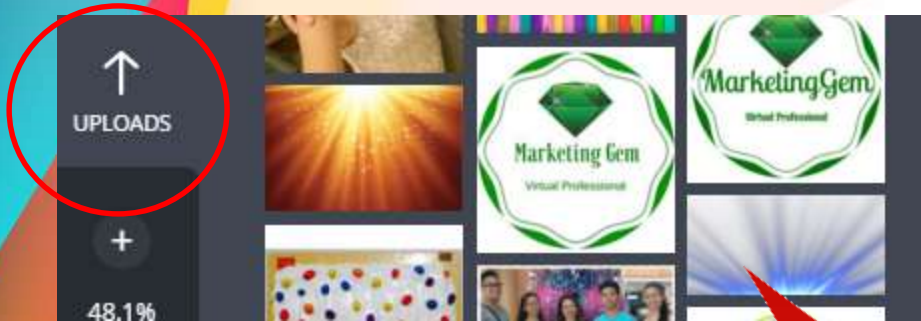 UPLOADS
+
48.1%
Marketing Gem
Virtual Professional
MarketingGem
Virtual Professional